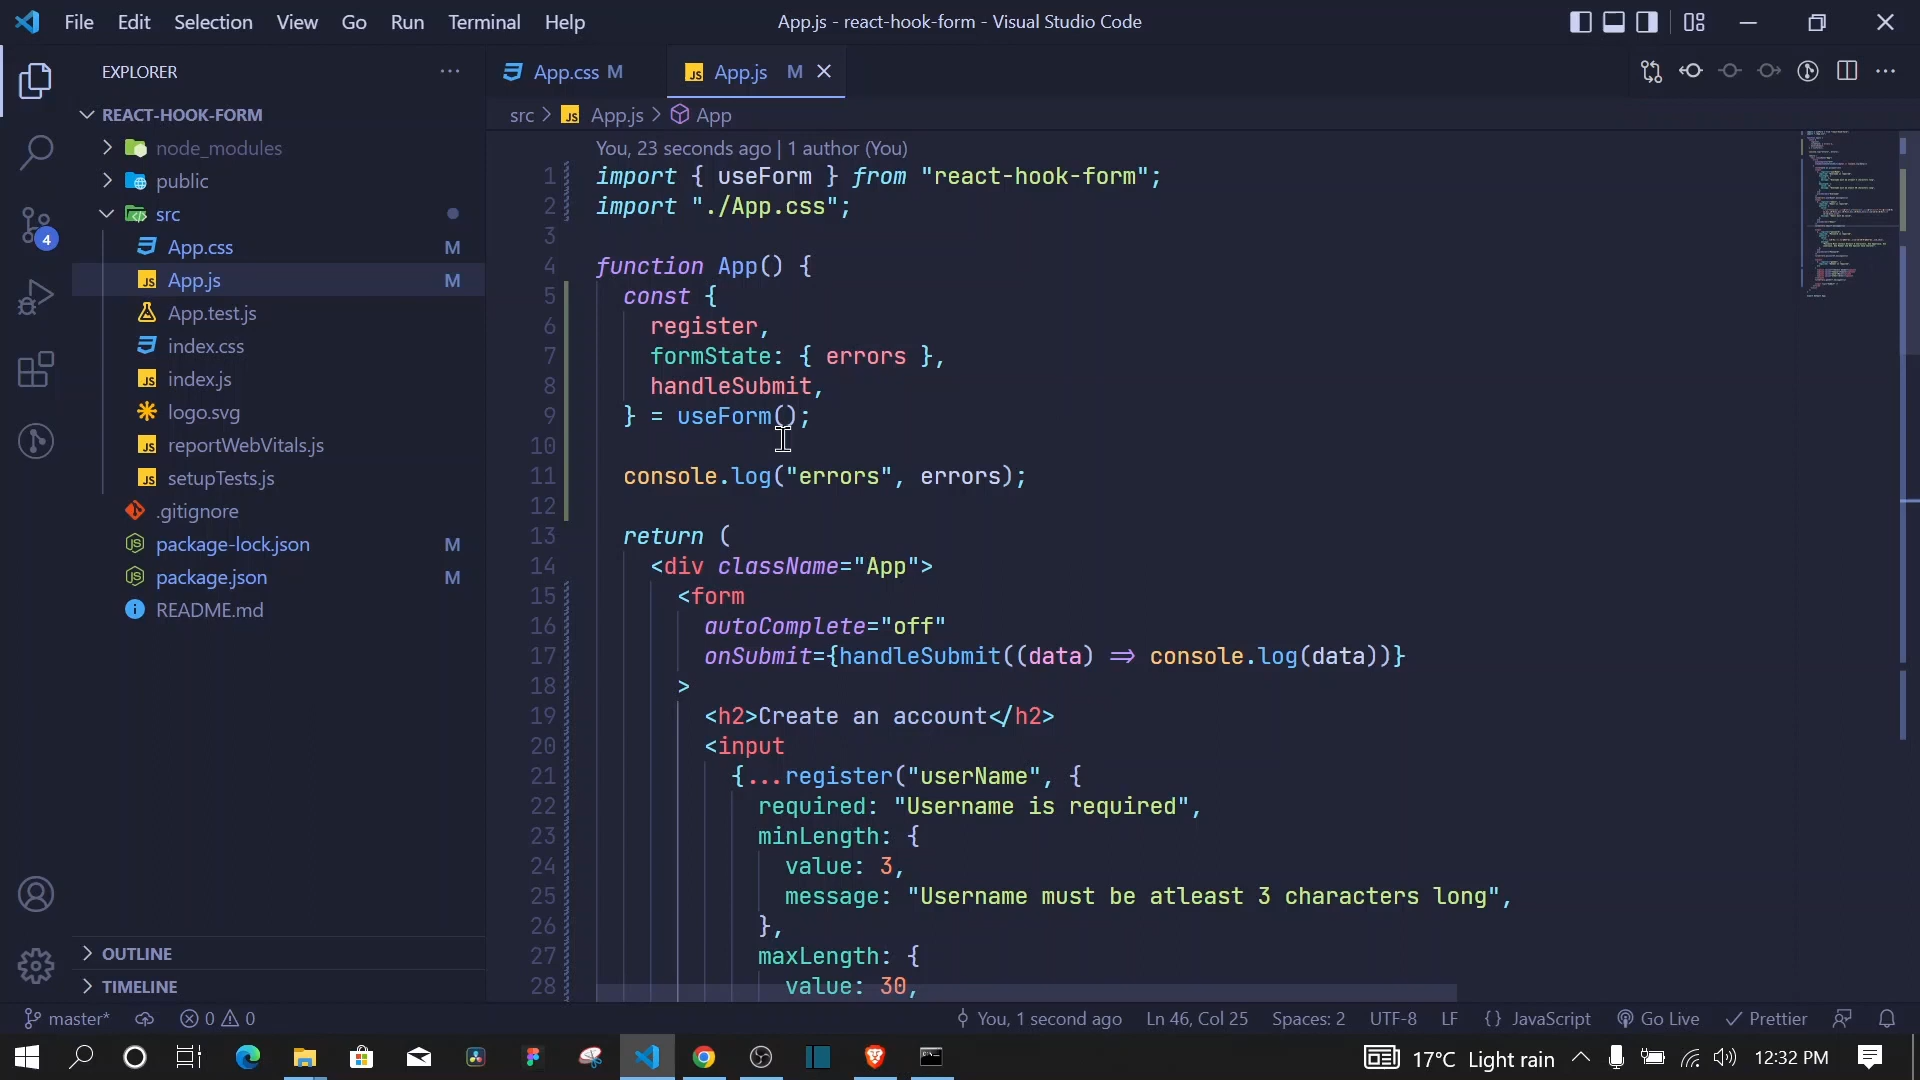 File Edit Selection View Go Run Terminal Help
App.js - react-hook-form - Visual Studio Code
EXPLORER
REACT-HOOK-FORM
node_modules
public
src
App.css M
App.js M
App.test.js
index.css
index.js
logo.svg
reportWebVitals.js
setupTests.js
.gitignore
package-lock.json M
package.json M
README.md
OUTLINE
TIMELINE
4
App.css M
App.js M
src > App.js > App
You, 23 seconds ago | 1 author (You)
1 import { useForm } from "react-hook-form";
2 import "./App.css";
3
4 function App() {
5 const {
6 register,
7 formState: { errors },
8 handleSubmit,
9 } = useForm();
10
11 console.log("errors", errors);
12
13 return (
14 <div className="App">
15 <form
16 autoComplete="off"
17 onSubmit={handleSubmit((data) => console.log(data))}
18 >
19 <h2>Create an account</h2>
20 <input
21 {...register("userName", {
22 required: "Username is required",
23 minLength: {
24 value: 3,
25 message: "Username must be atleast 3 characters long",
26 },
27 maxLength: {
28 value: 30,
master* 0 0 You, 1 second ago Ln 46, Col 25 Spaces: 2 UTF-8 LF {} JavaScript Go Live Prettier
17°C Light rain 12:32 PM